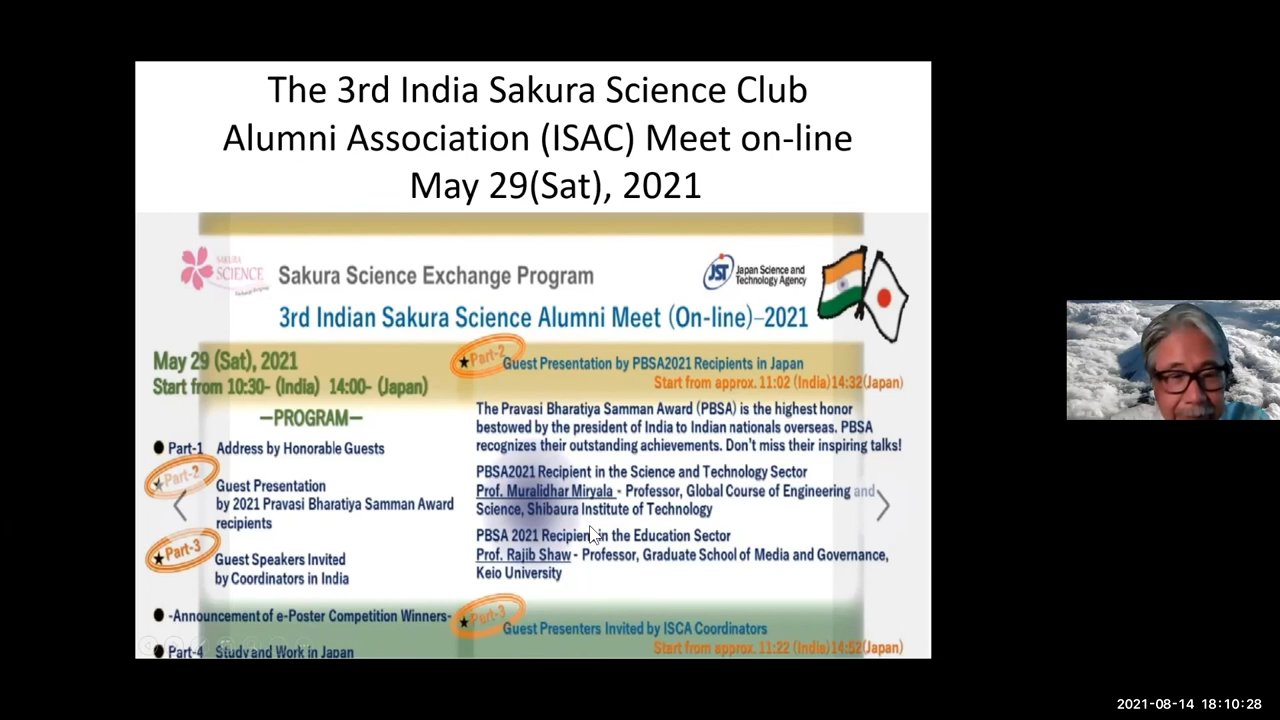 The 3rd India Sakura Science Club
Alumni Association (ISAC) Meet on-line
May 29(Sat), 2021
SAKURA
SCIENCE
Sakura Science Exchange Program
JST
Japan Science and
Technology Agency
3rd Indian Sakura Science Alumni Meet (On-line)-2021
May 29 (Sat), 2021
Start from 10:30- (India) 14:00- (Japan)
—PROGRAM—
● Part-1 Address by Honorable Guests
★Part-2
Guest Presentation
by 2021 Pravasi Bharatiya Samman Award
recipients
★Part-3
Guest Speakers Invited
by Coordinators in India
● -Announcement of e-Poster Competition Winners-
● Part-4 Study and Work in Japan
★Part-2
Guest Presentation by PBSA2021 Recipients in Japan
Start from approx. 11:02 (India)14:32(Japan)
The Pravasi Bharatiya Samman Award (PBSA) is the highest honor
bestowed by the president of India to Indian nationals overseas. PBSA
recognizes their outstanding achievements. Don't miss their inspiring talks!
PBSA2021 Recipient in the Science and Technology Sector
Prof. Muralidhar Miryala - Professor, Global Course of Engineering and
Science, Shibaura Institute of Technology
PBSA 2021 Recipient in the Education Sector
Prof. Rajib Shaw - Professor, Graduate School of Media and Governance,
Keio University
★Part-3
Guest Presenters Invited by ISCA Coordinators
Start from approx. 11:22 (India)14:52(Japan)
2021-08-14 18:10:28